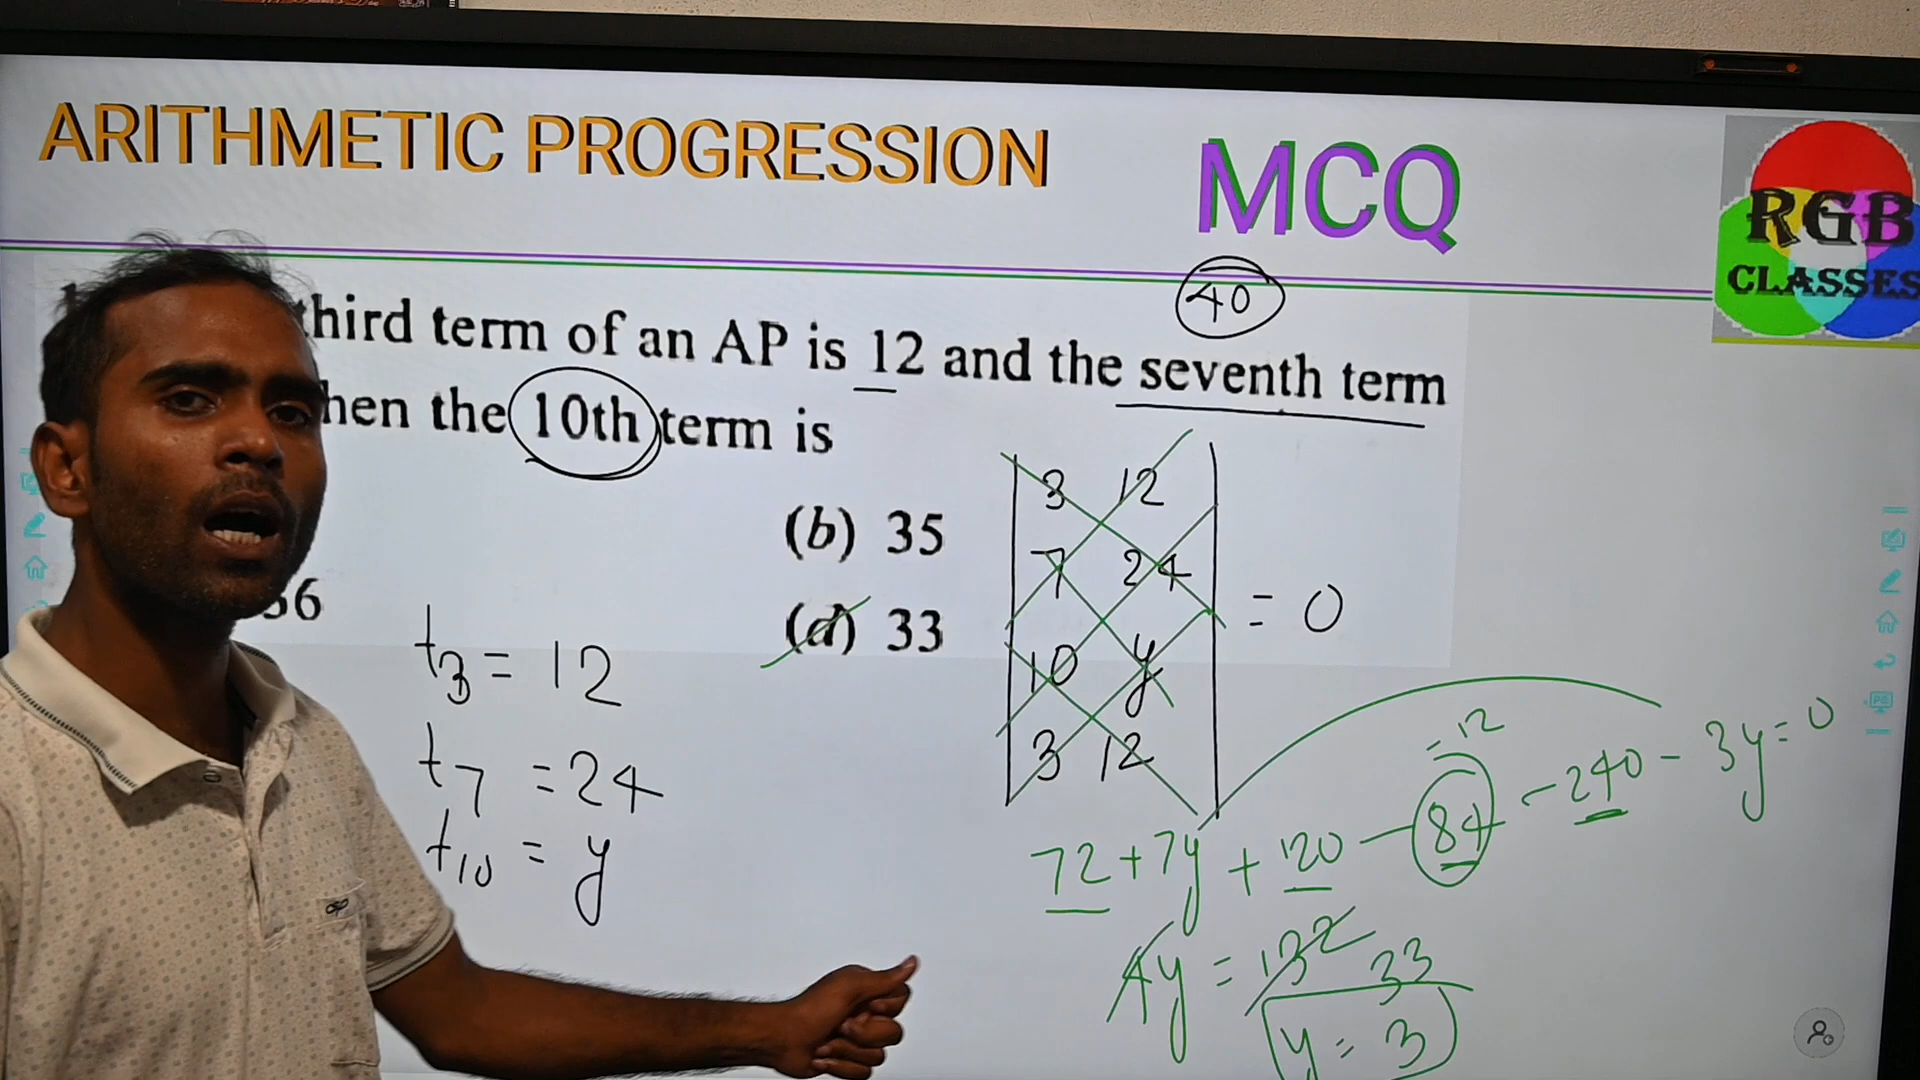 ARITHMETIC PROGRESSION
MCQ
RGB
CLASSES
40
third term of an AP is 12 and the seventh term
then the 10th term is
(b) 35
36
(d) 33
t3 = 12
t7 = 24
t10 = y
3 12
7 24
10 y
3 12
= 0
= 12
72 + 7y + 120 - 84 - 240 - 3y = 0
4y = 132 33
y = 3